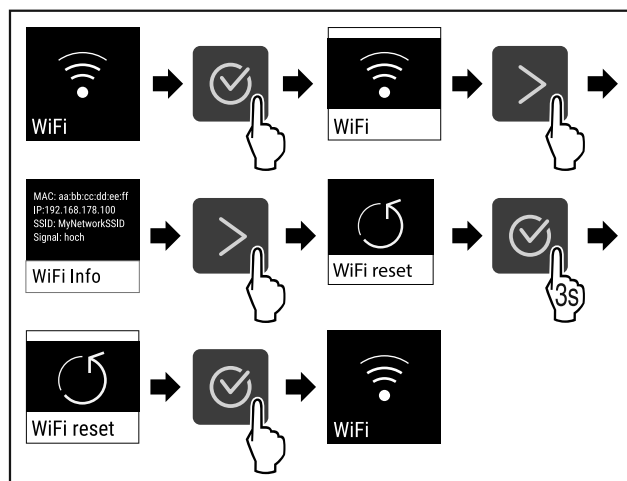 WiFi
WiFi
MAC: aa:bb:cc:dd:ee:ff
IP:192.168.178.100
SSID: MyNetworkSSID
Signal: hoch
WiFi Info
WiFi reset
3s
WiFi reset
WiFi